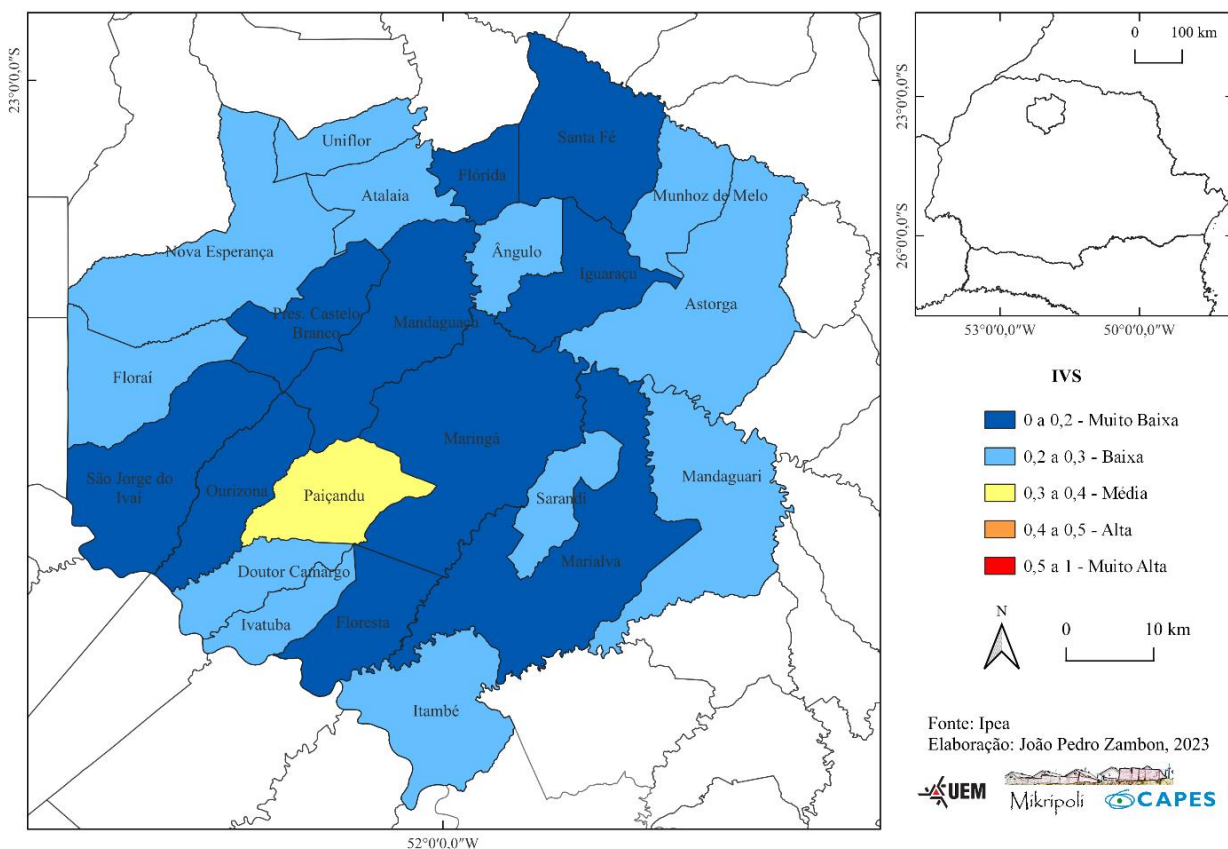 23°0'0,0"S
Uniflor
Santa Fé
Flórida
Atalaia
Munhoz de Melo
Nova Esperança
Ângulo
Iguaraçu
Astorga
Pres. Castelo
Branco
Mandaguaçu
Floraí
Maringá
São Jorge do
Ivaí
Ourizona
Paiçandu
Sarandi
Mandaguari
Marialva
Doutor Camargo
Ivatuba
Floresta
Itambé
52°0'0,0"W
0 100 km
23°0'0,0"S
26°0'0,0"S
53°0'0,0"W 50°0'0,0"W
IVS
0 a 0,2 - Muito Baixa
0,2 a 0,3 - Baixa
0,3 a 0,4 - Média
0,4 a 0,5 - Alta
0,5 a 1 - Muito Alta
N
0 10 km
Fonte: Ipea
Elaboração: João Pedro Zambon, 2023
UEM
Mikripoli
CAPES